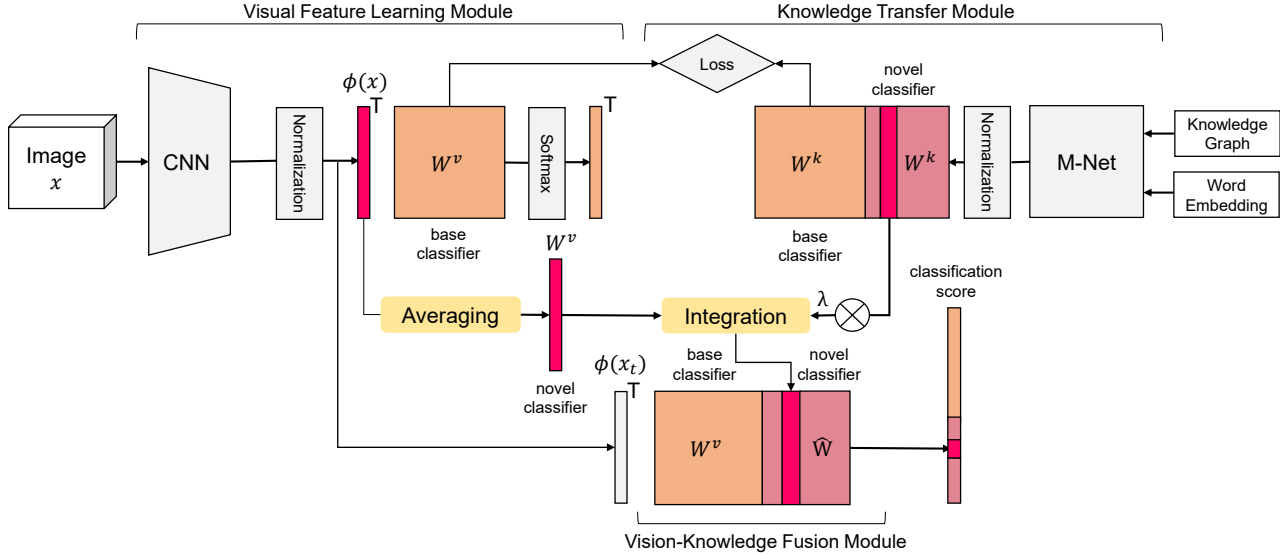 Visual Feature Learning Module
Knowledge Transfer Module
Image
x
CNN
Normalization
ϕ(x)
T
W^v
base
classifier
Softmax
T
Loss
novel
classifier
W^k
W^k
base
classifier
Normalization
M-Net
Knowledge
Graph
Word
Embedding
Averaging
W^v
novel
classifier
Integration
λ
classification
score
ϕ(x_t)
T
base
classifier
novel
classifier
W^v
Ŵ
Vision-Knowledge Fusion Module